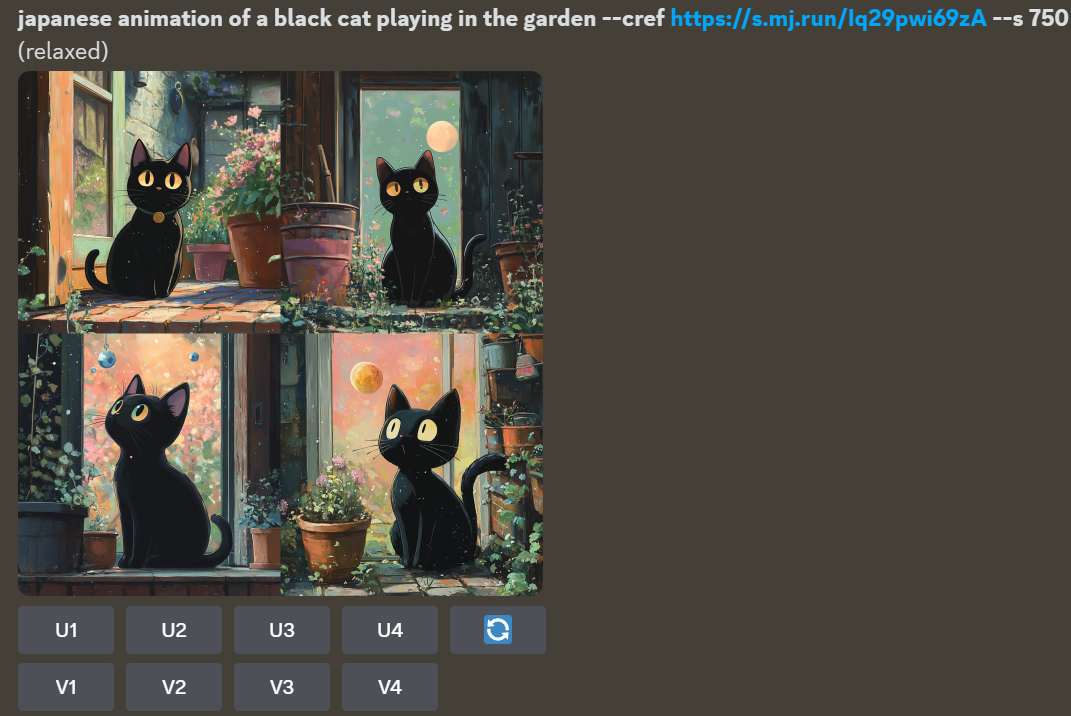 japanese animation of a black cat playing in the garden --cref https://s.mj.run/Iq29pwi69zA --s 750
(relaxed)
U1 U2 U3 U4
V1 V2 V3 V4